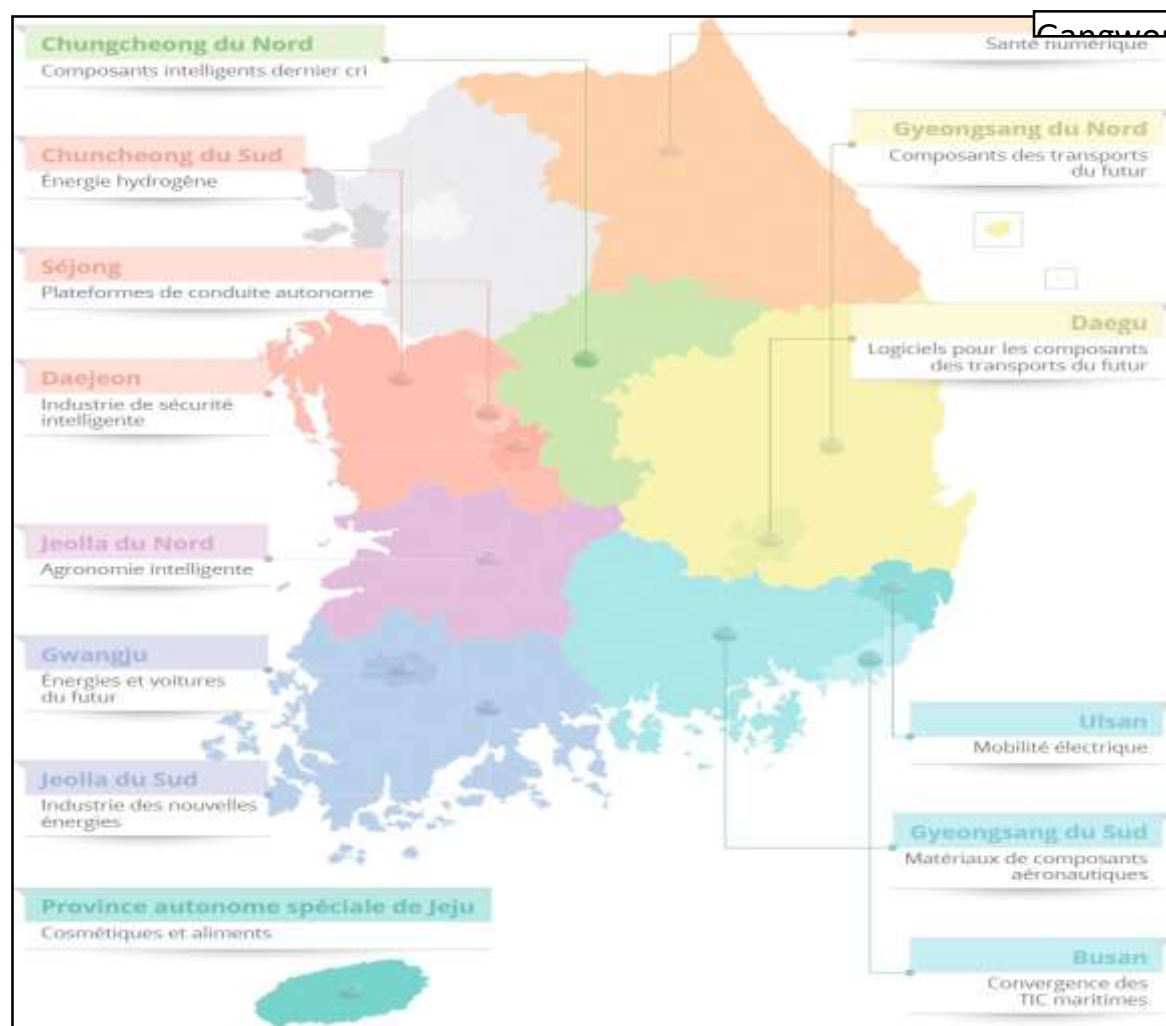 Chungcheong du Nord
Composants intelligents dernier cri
Chuncheong du Sud
Énergie hydrogène
Séjong
Plateformes de conduite autonome
Daejeon
Industrie de sécurité
intelligente
Jeolla du Nord
Agronomie intelligente
Gwangju
Énergies et voitures
du futur
Jeolla du Sud
Industrie des nouvelles
énergies
Province autonome spéciale de Jeju
Cosmétiques et aliments
Santé numérique
Gyeongsang du Nord
Composants des transports
du futur
Daegu
Logiciels pour les composants
des transports du futur
Ulsan
Mobilité électrique
Gyeongsang du Sud
Matériaux de composants
aéronautiques
Busan
Convergence des
TIC maritimes